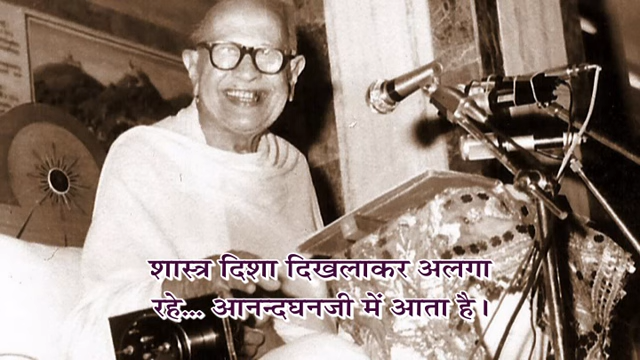 शास्त्र दिशा दिखलाकर अलगा
रहे... आनन्दघनजी में आता है।